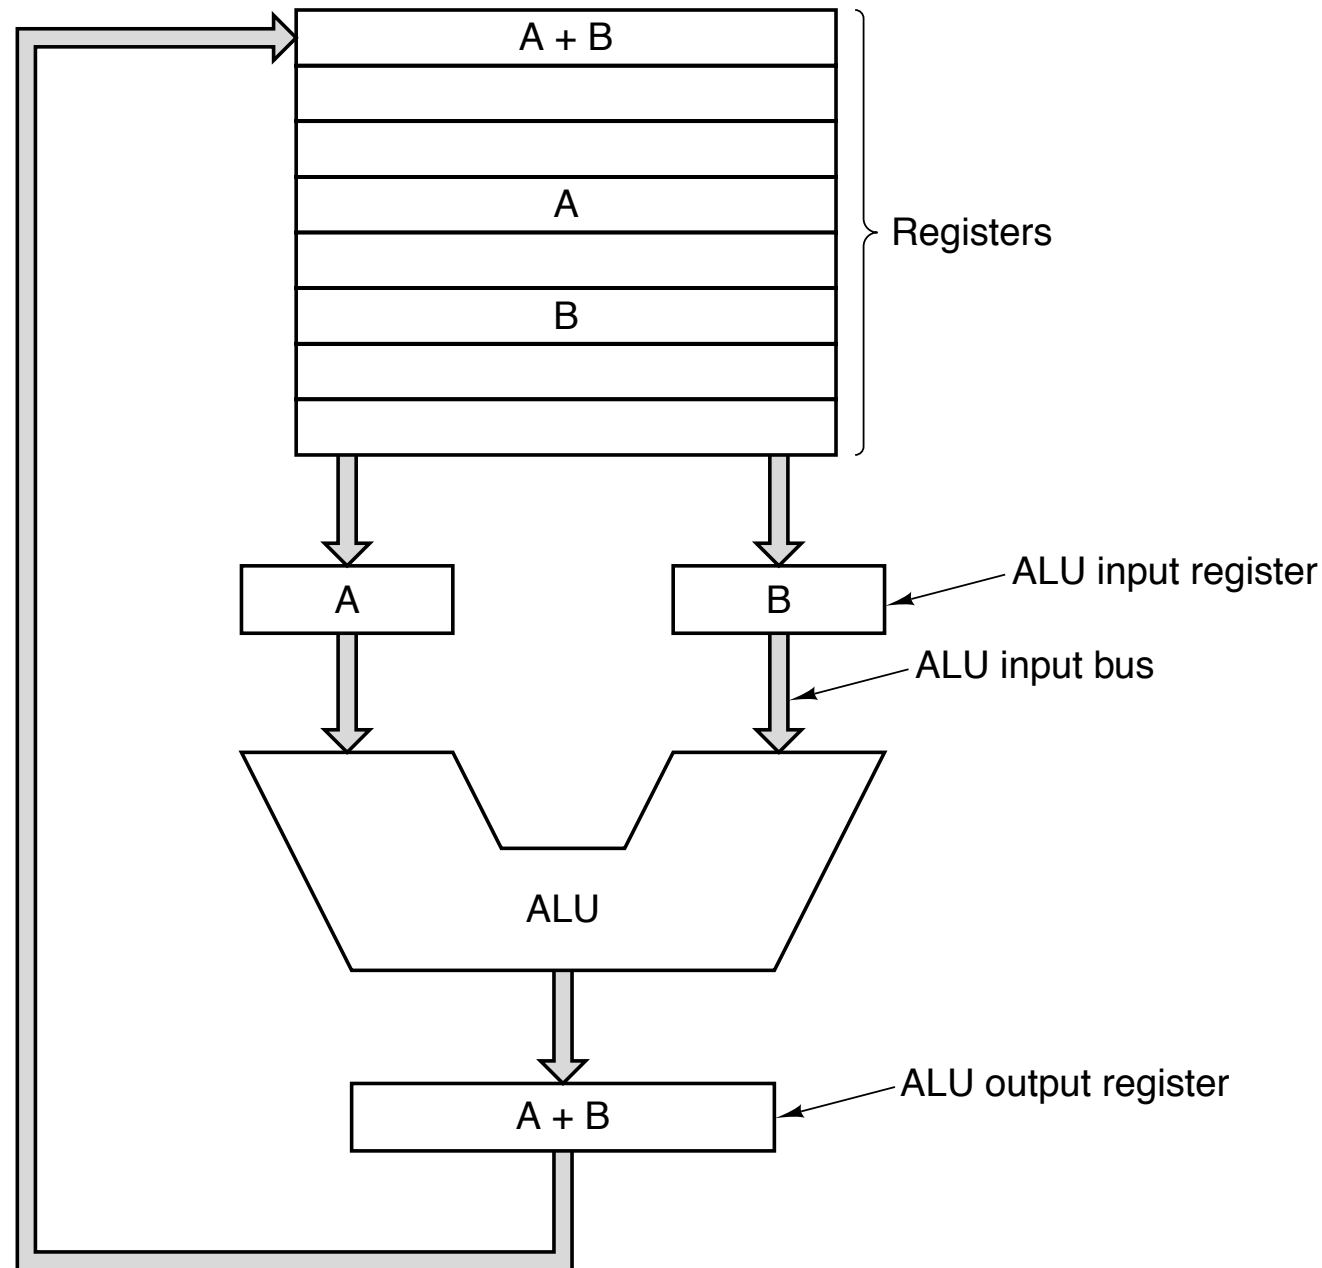 A + B
A
Registers
B
ALU input register
A
B
ALU input bus
ALU
ALU output register
A + B